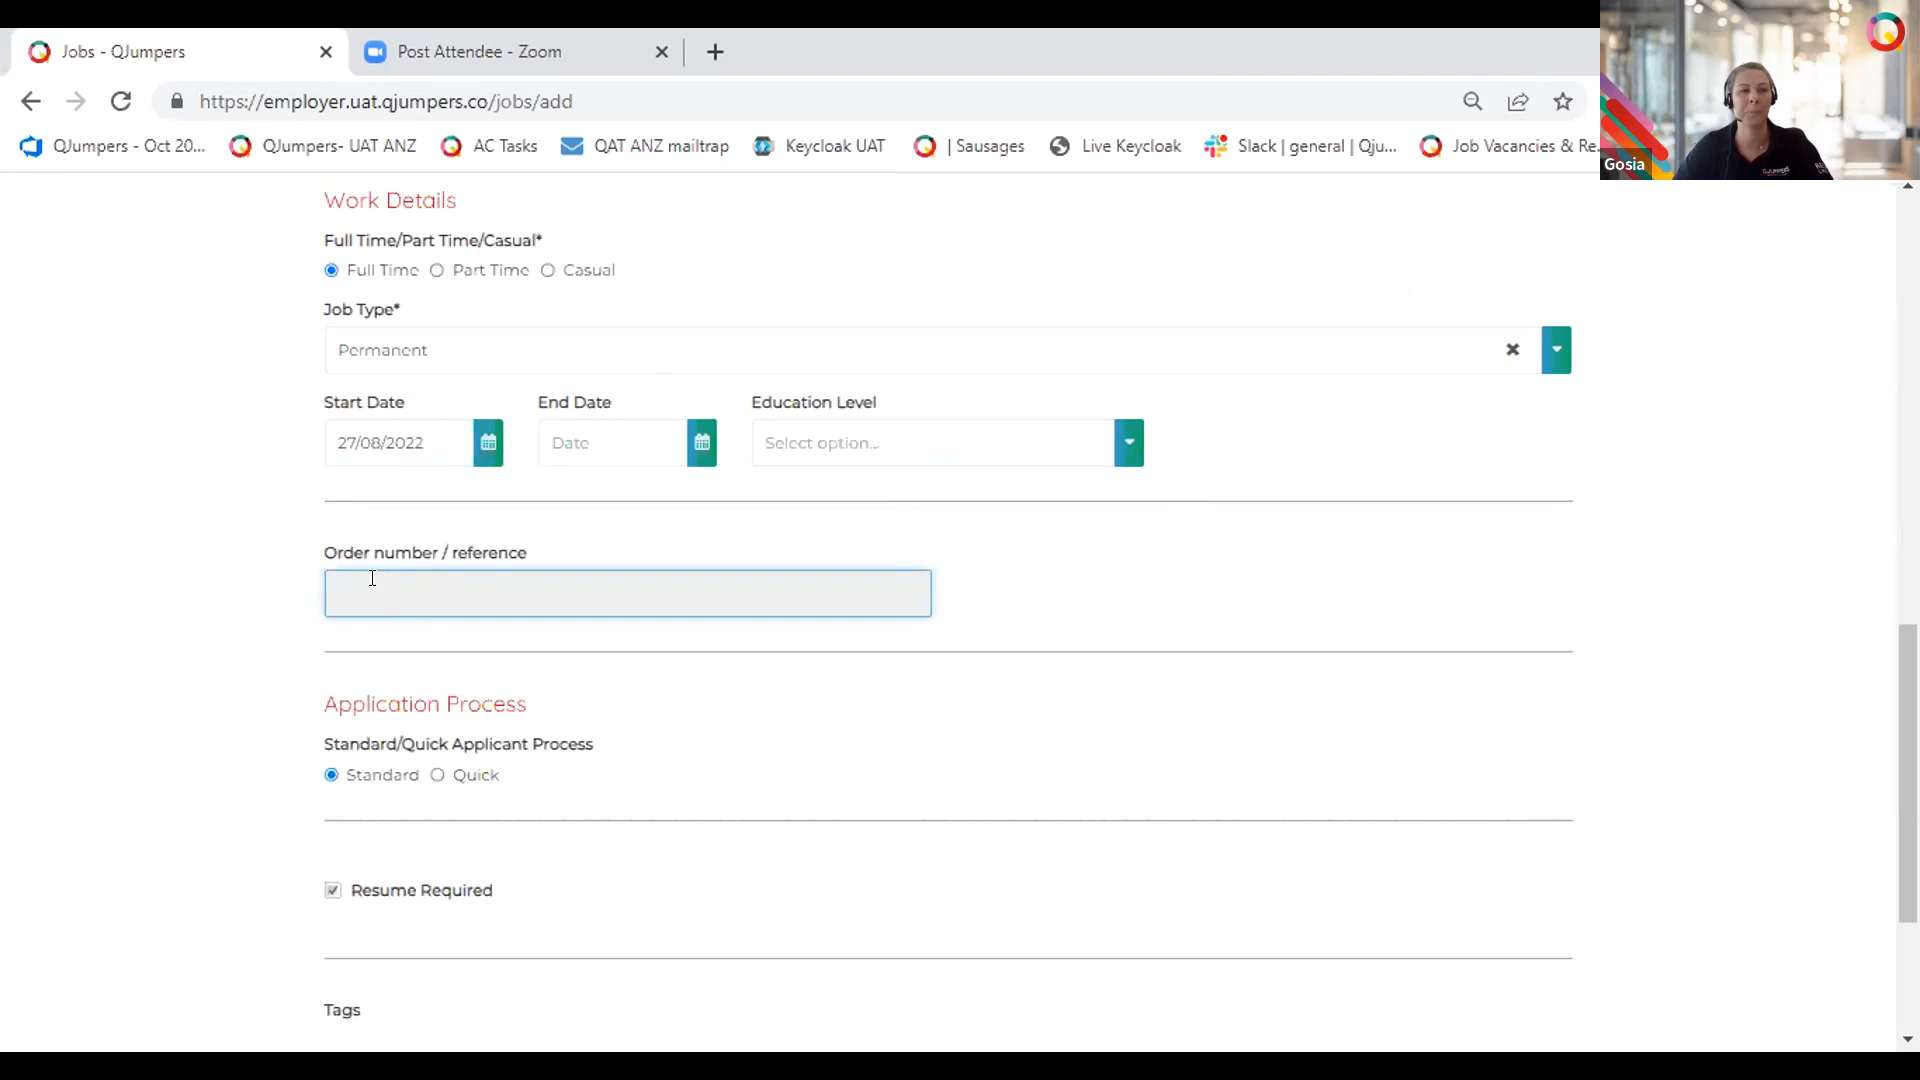 Jobs - QJumpers
Post Attendee - Zoom
https://employer.uat.qjumpers.co/jobs/add
QJumpers - Oct 20...
QJumpers- UAT ANZ
AC Tasks
QAT ANZ mailtrap
Keycloak UAT
| Sausages
Live Keycloak
Slack | general | Qju...
Job Vacancies & Re
Gosia
Work Details
Full Time/Part Time/Casual*
Full Time Part Time Casual
Job Type*
Permanent
Start Date End Date Education Level
27/08/2022 Date Select option...
Order number / reference
Application Process
Standard/Quick Applicant Process
Standard Quick
Resume Required
Tags